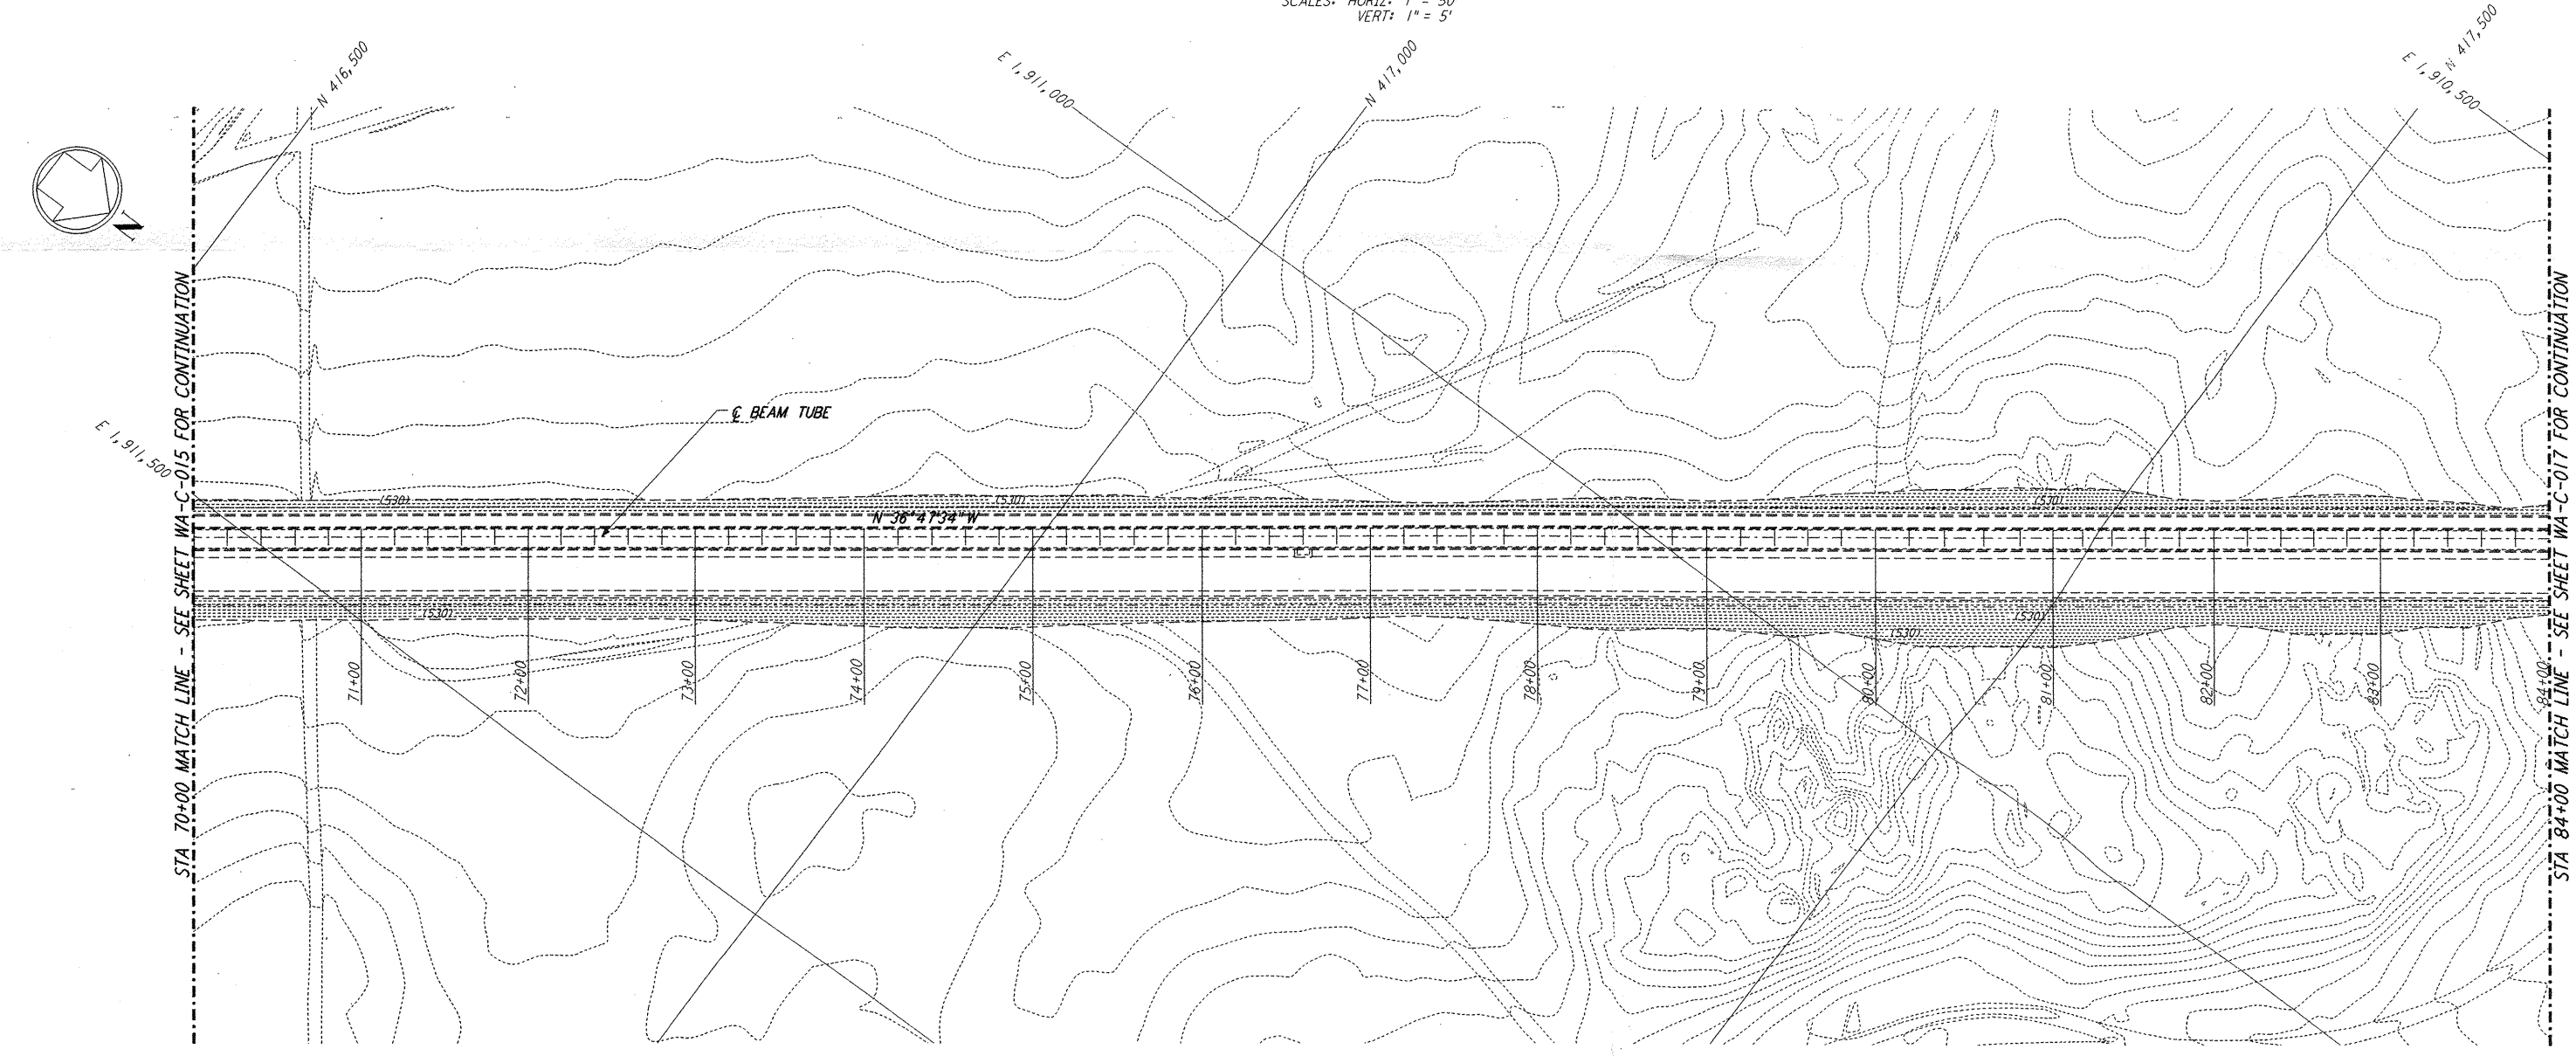 SCALES: HORIZ: 1" = 50'
VERT: 1" = 5'
N 416,500
E 1,911,000
N 417,000
E 1,910,500
N 417,500
N
STA 70+00 MATCH LINE - SEE SHEET WA-C-015 FOR CONTINUATION
E 1,911,500
℄ BEAM TUBE
(530)
(530)
(530)
N 36°47'34" W
(530)
(530)
(530)
71+00
72+00
73+00
74+00
75+00
76+00
77+00
78+00
79+00
80+00
81+00
82+00
83+00
84+00
STA 84+00 MATCH LINE - SEE SHEET WA-C-017 FOR CONTINUATION